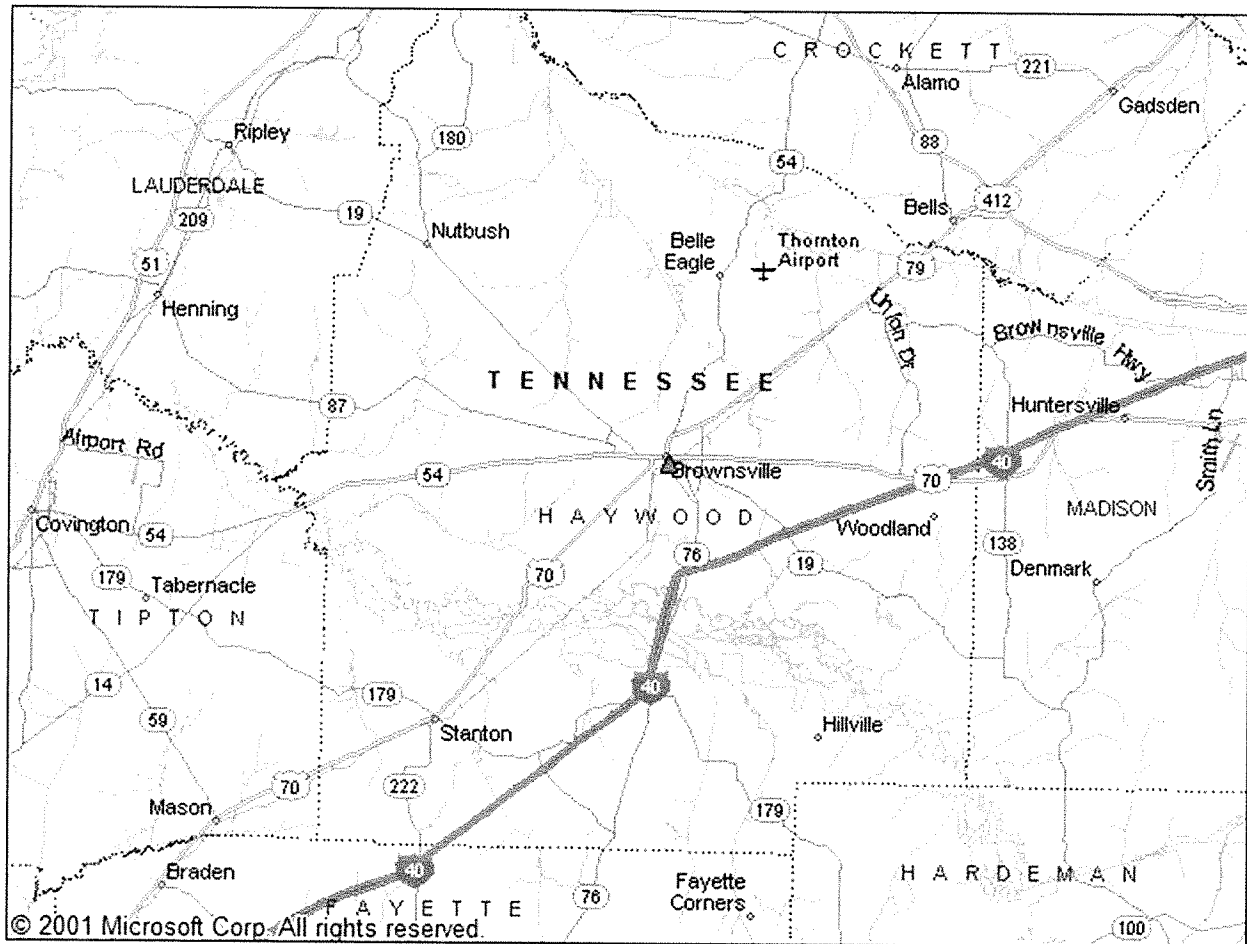 CROCKETT
Alamo
221
Gadsden
Ripley
180
88
54
LAUDERDALE
209
19
Nutbush
Bells
412
Belle
Eagle
Thornton
Airport
51
79
Henning
Union Dr
Brownsville Hwy
TENNESSEE
87
Huntersville
Airport Rd
54
Brownsville
70
40
Smith Ln
Covington
HAYWOOD
Woodland
MADISON
54
76
138
179
Tabernacle
70
19
Denmark
TIPTON
14
179
40
59
Stanton
Hillville
70
222
Mason
179
40
Braden
76
Fayette
Corners
HARDEMAN
FAYETTE
100
© 2001 Microsoft Corp. All rights reserved.